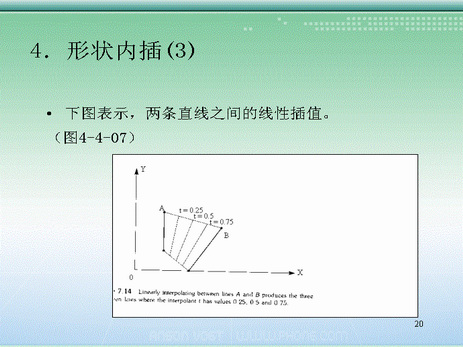 4. 形状内插(3)
• 下图表示，两条直线之间的线性插值。
（图4-4-07）
Y
A
t=0.25
t=0.5
t=0.75
B
X
0
7.14 Linearly interpolating between lines A and B produces the three
en lines where the interpolant t has values 0.25, 0.5 and 0.75.
20